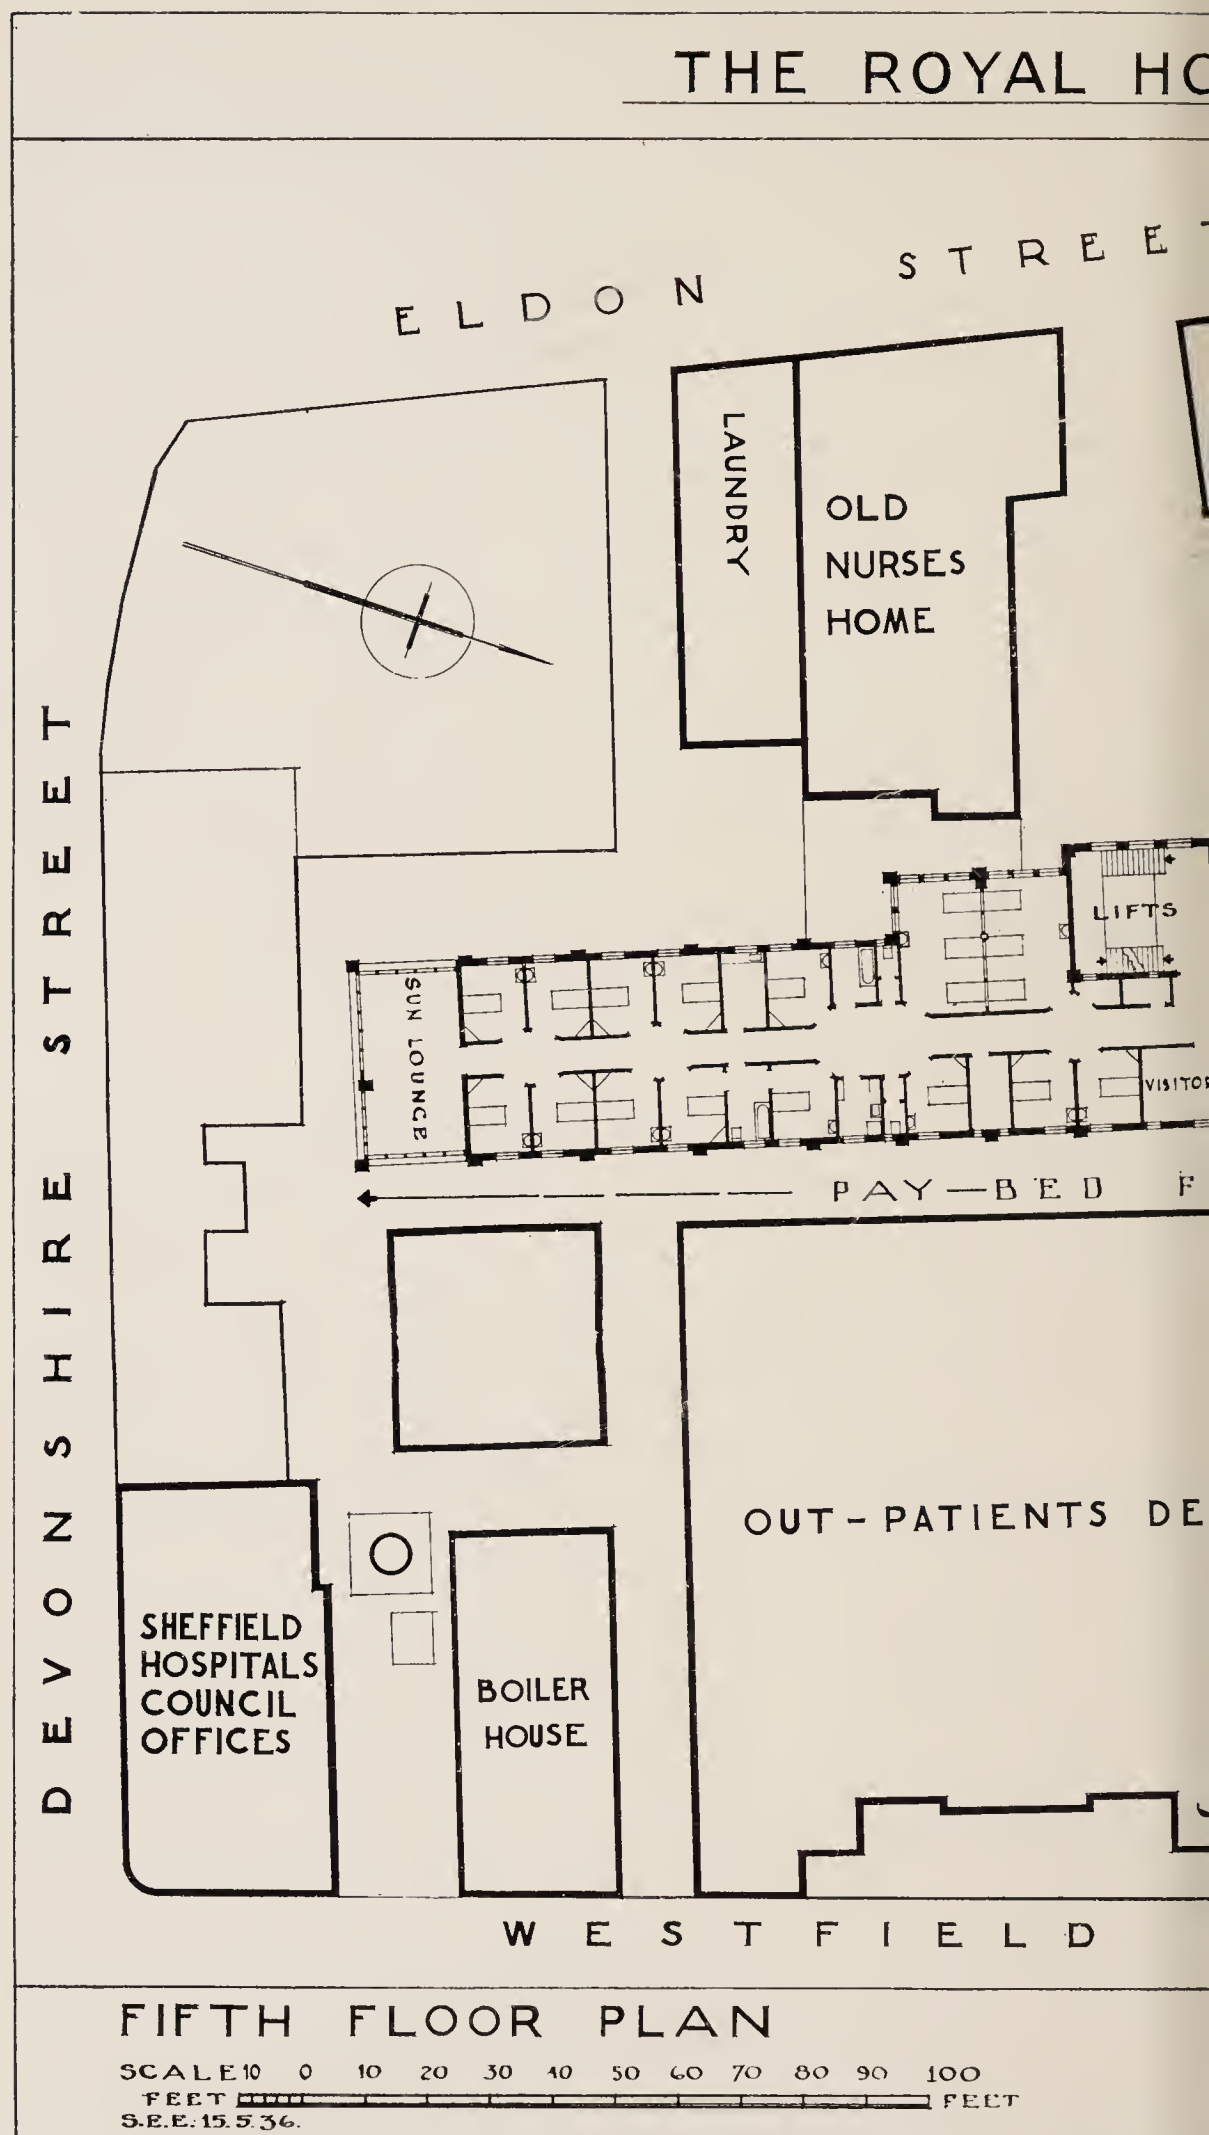 THE ROYAL HO
ELDON STREET
LAUNDRY
OLD
NURSES
HOME
LIFTS
SUN LOUNGE
VISITOR
PAY—BED F
DEVONSHIRE STREET
OUT-PATIENTS DE
SHEFFIELD
HOSPITALS
COUNCIL
OFFICES
BOILER
HOUSE
WESTFIELD
FIFTH FLOOR PLAN
SCALE 10 0 10 20 30 40 50 60 70 80 90 100
FEET FEET
S.E.E: 15.5.36.